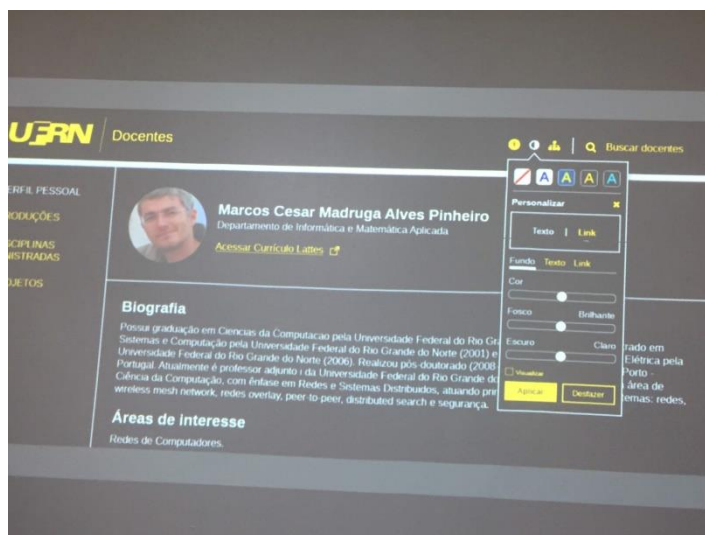 UFRN
Docentes
Buscar docentes
ERFIL PESSOAL
RODUÇÕES
SCIPLINAS
NISTRADAS
OJETOS
Marcos Cesar Madruga Alves Pinheiro
Departamento de Informática e Matemática Aplicada
Acessar Currículo Lattes
A A A A
Personalizar
Texto | Link
Fundo Texto Link
Cor
Fosco Brilhante
Escuro Claro
Visualizar
Aplicar Desfazer
Biografia
Possui graduação em Ciencias da Computacao pela Universidade Federal do Rio Gr rado em
Sistemas e Computação pela Universidade Federal do Rio Grande do Norte (2001) e Elétrica pela
Universidade Federal do Rio Grande do Norte (2006). Realizou pós-doutorado (2008 Porto -
Portugal. Atualmente é professor adjunto i da Universidade Federal do Rio Grande do área de
Ciência da Computação, com ênfase em Redes e Sistemas Distribuidos, atuando prin emas: redes,
wireless mesh network, redes overlay, peer-to-peer, distributed search e segurança.
Áreas de interesse
Redes de Computadores.